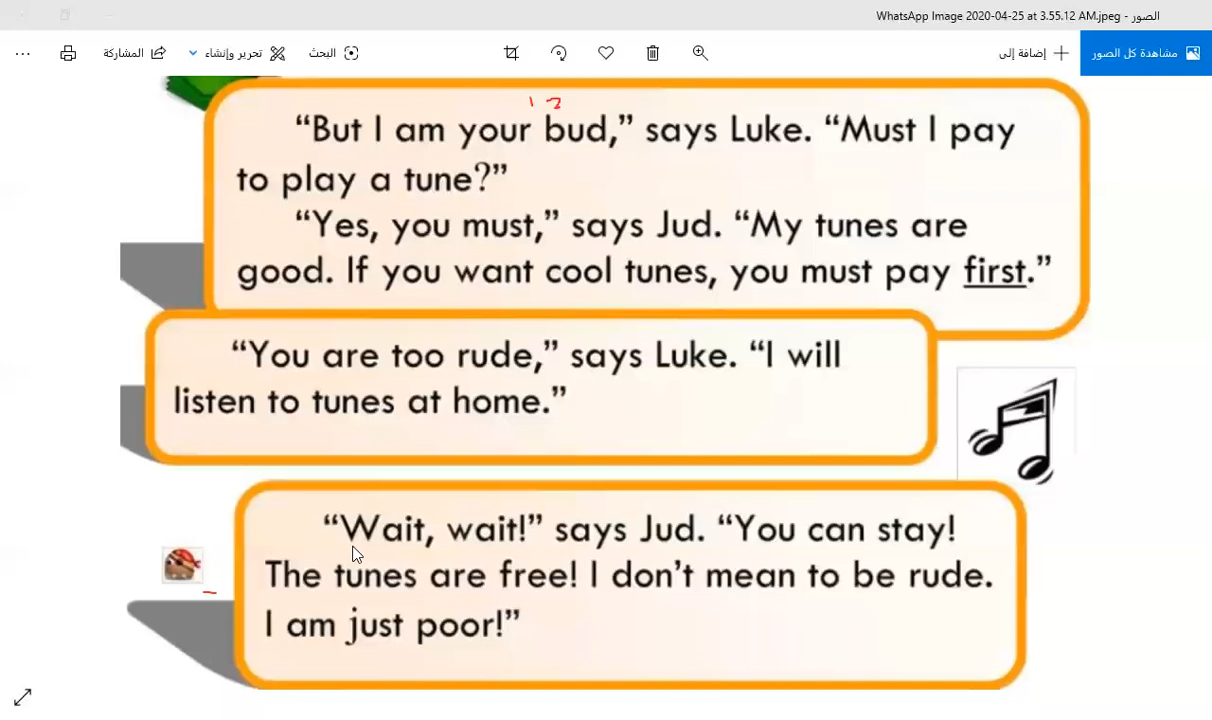 WhatsApp Image 2020-04-25 at 3.55.12 AM.jpeg - الصور
مشاهدة كل الصور
إضافة إلى
البحث
تحرير وإنشاء
المشاركة
1 2
“But I am your bud,” says Luke. “Must I pay
to play a tune?”
“Yes, you must,” says Jud. “My tunes are
good. If you want cool tunes, you must pay first.”
“You are too rude,” says Luke. “I will
listen to tunes at home.”
“Wait, wait!” says Jud. “You can stay!
The tunes are free! I don’t mean to be rude.
I am just poor!”